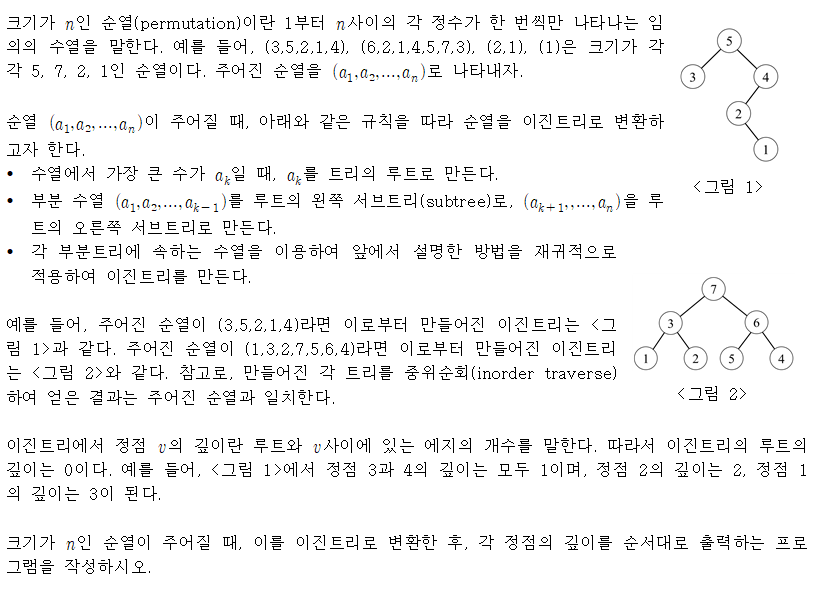 크기가 n인 순열(permutation)이란 1부터 n사이의 각 정수가 한 번씩만 나타나는 임
의의 수열을 말한다. 예를 들어, (3,5,2,1,4), (6,2,1,4,5,7,3), (2,1), (1)은 크기가 각
각 5, 7, 2, 1인 순열이다. 주어진 순열을 (a₁,a₂,...,aₙ)로 나타내자.
순열 (a₁,a₂,...,aₙ)이 주어질 때, 아래와 같은 규칙을 따라 순열을 이진트리로 변환하
고자 한다.
• 수열에서 가장 큰 수가 aₖ일 때, aₖ를 트리의 루트로 만든다.
• 부분 수열 (a₁,a₂,...,aₖ₋₁)를 루트의 왼쪽 서브트리(subtree)로, (aₖ₊₁,,...,aₙ)을 루
트의 오른쪽 서브트리로 만든다.
• 각 부분트리에 속하는 수열을 이용하여 앞에서 설명한 방법을 재귀적으로
적용하여 이진트리를 만든다.
5
3 4
2
1
<그림 1>
예를 들어, 주어진 순열이 (3,5,2,1,4)라면 이로부터 만들어진 이진트리는 <그
림 1>과 같다. 주어진 순열이 (1,3,2,7,5,6,4)라면 이로부터 만들어진 이진트리
는 <그림 2>와 같다. 참고로, 만들어진 각 트리를 중위순회(inorder traverse)
하여 얻은 결과는 주어진 순열과 일치한다.
7
3 6
1 2 5 4
<그림 2>
이진트리에서 정점 v의 깊이란 루트와 v사이에 있는 에지의 개수를 말한다. 따라서 이진트리의 루트의
깊이는 0이다. 예를 들어, <그림 1>에서 정점 3과 4의 깊이는 모두 1이며, 정점 2의 깊이는 2, 정점 1
의 깊이는 3이 된다.
크기가 n인 순열이 주어질 때, 이를 이진트리로 변환한 후, 각 정점의 깊이를 순서대로 출력하는 프로
그램을 작성하시오.